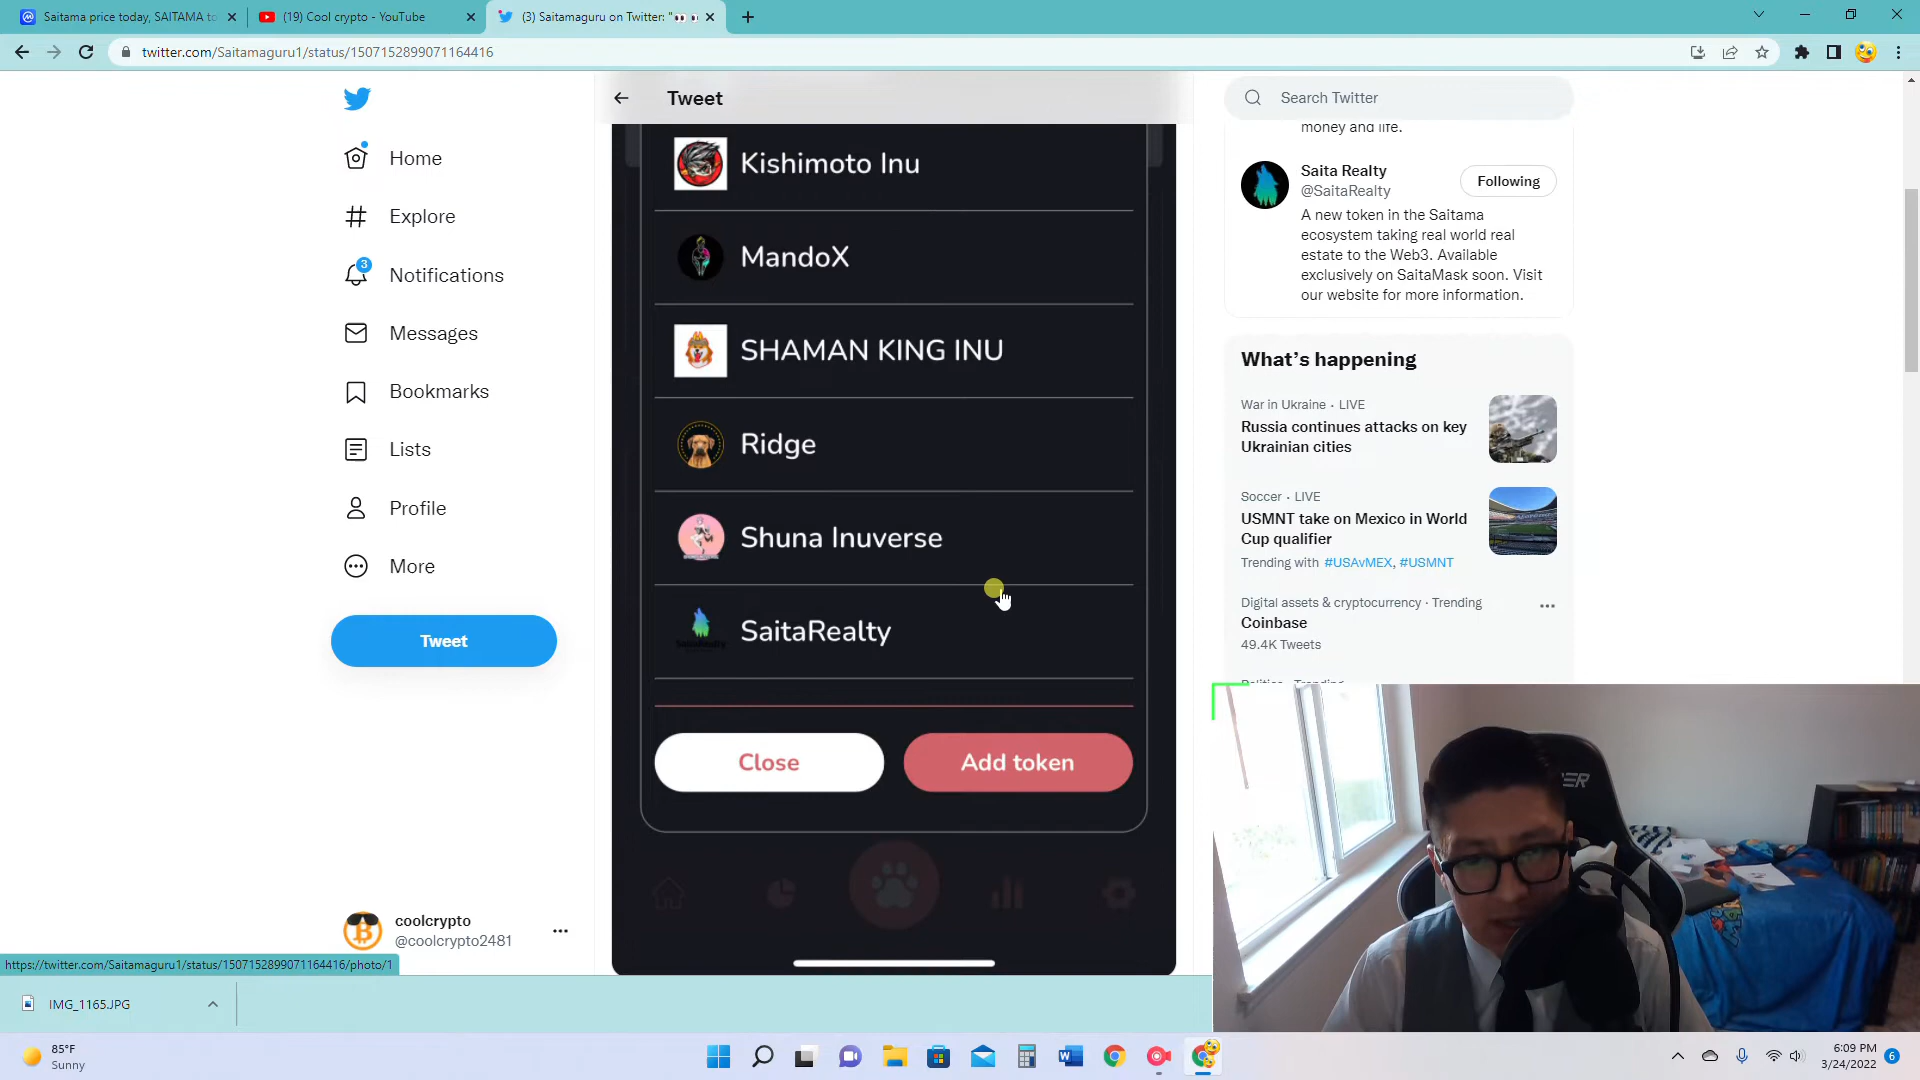 Saitama price today, SAITAMA to
(19) Cool crypto - YouTube
(3) Saitamaguru on Twitter: "👀
twitter.com/Saitamaguru1/status/1507152899071164416
Home
Explore
3
Notifications
Messages
Bookmarks
Lists
Profile
More
Tweet
coolcrypto
@coolcrypto2481
https://twitter.com/Saitamaguru1/status/1507152899071164416/photo/1
Tweet
Kishimoto Inu
MandoX
SHAMAN KING INU
Ridge
Shuna Inuverse
SaitaRealty
Close
Add token
Search Twitter
money and life.
Saita Realty
@SaitaRealty
Following
A new token in the Saitama
ecosystem taking real world real
estate to the Web3. Available
exclusively on SaitaMask soon. Visit
our website for more information.
What's happening
War in Ukraine · LIVE
Russia continues attacks on key
Ukrainian cities
Soccer · LIVE
USMNT take on Mexico in World
Cup qualifier
Trending with #USAvMEX, #USMNT
Digital assets & cryptocurrency · Trending
Coinbase
49.4K Tweets
IMG_1165.JPG
85°F
Sunny
6:09 PM
3/24/2022
6